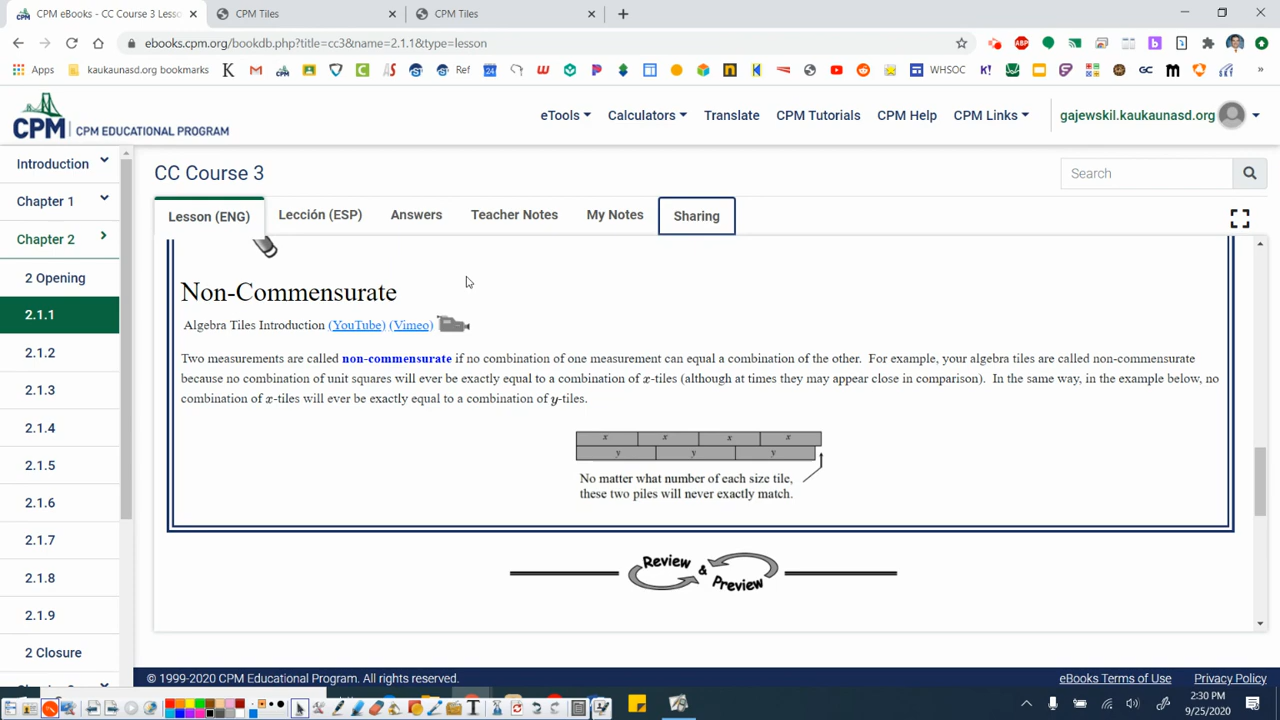 CPM eBooks - CC Course 3 Lesso
CPM Tiles
CPM Tiles
ebooks.cpm.org/bookdb.php?title=cc3&name=2.1.1&type=lesson
Apps
kaukaunasd.org bookmarks
Ref
WHSOC
CPM
CPM EDUCATIONAL PROGRAM
eTools
Calculators
Translate
CPM Tutorials
CPM Help
CPM Links
gajewskil.kaukaunasd.org
Introduction
Chapter 1
Chapter 2
2 Opening
2.1.1
2.1.2
2.1.3
2.1.4
2.1.5
2.1.6
2.1.7
2.1.8
2.1.9
2 Closure
CC Course 3
Search
Lesson (ENG)
Lección (ESP)
Answers
Teacher Notes
My Notes
Sharing
Non-Commensurate
Algebra Tiles Introduction (YouTube) (Vimeo)
Two measurements are called non-commensurate if no combination of one measurement can equal a combination of the other. For example, your algebra tiles are called non-commensurate
because no combination of unit squares will ever be exactly equal to a combination of x-tiles (although at times they may appear close in comparison). In the same way, in the example below, no
combination of x-tiles will ever be exactly equal to a combination of y-tiles.
x x x x
y y y
No matter what number of each size tile,
these two piles will never exactly match.
Review & Preview
© 1999-2020 CPM Educational Program. All rights reserved.
eBooks Terms of Use
Privacy Policy
2:30 PM
9/25/2020